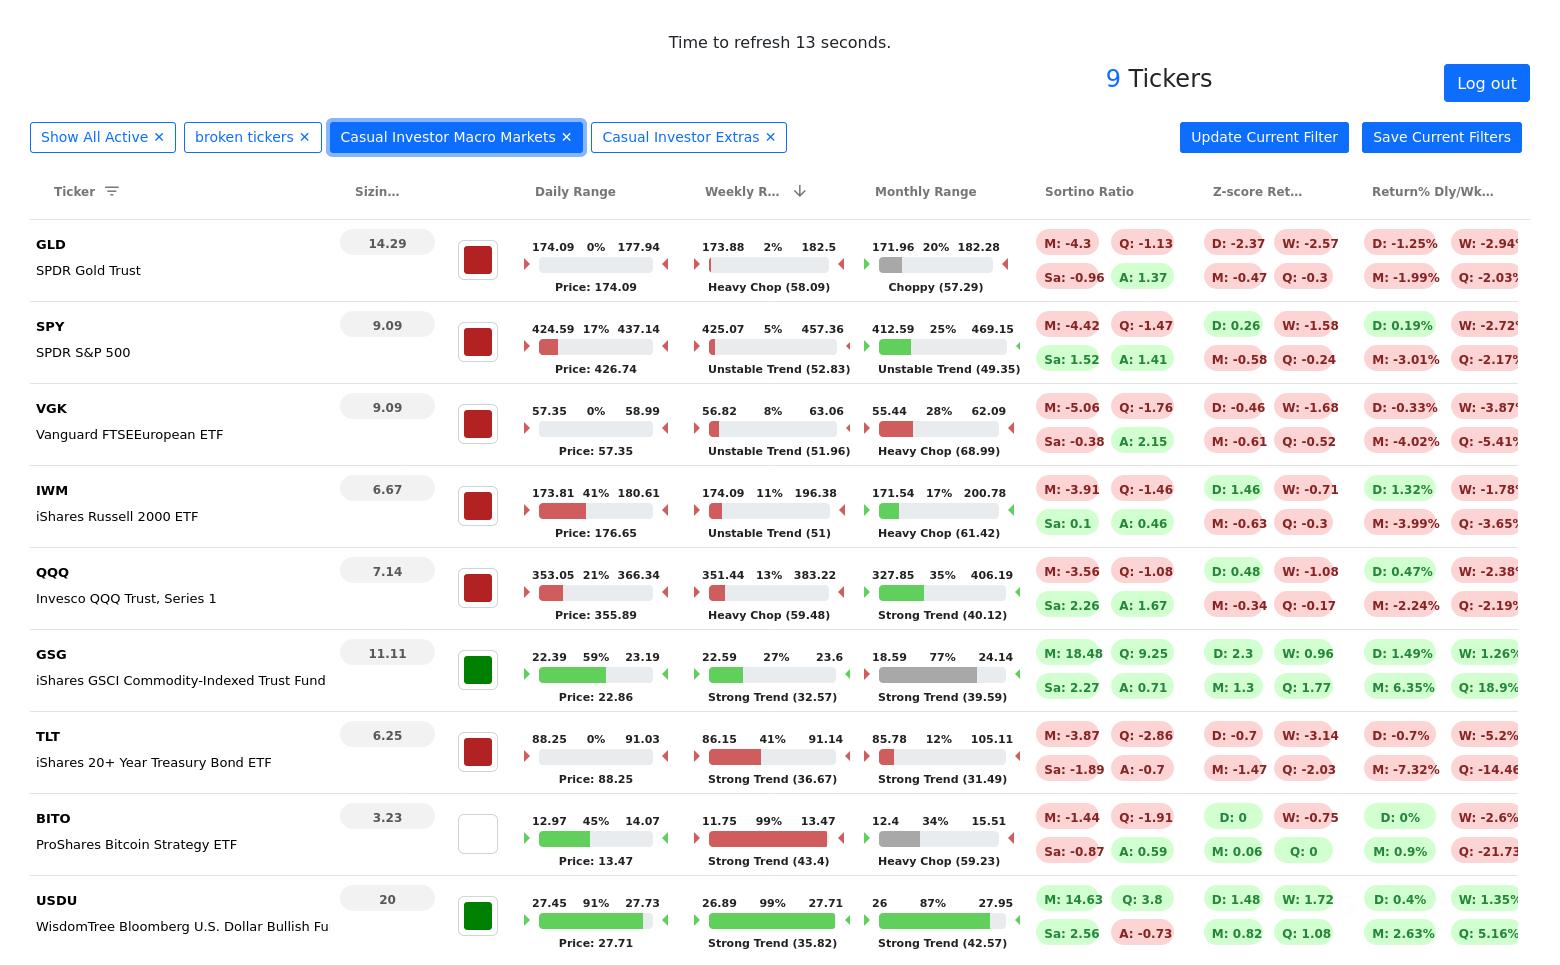 Time to refresh 13 seconds.
9 Tickers
Log out
Show All Active ✕ broken tickers ✕ Casual Investor Macro Markets ✕ Casual Investor Extras ✕ Update Current Filter Save Current Filters
Ticker Sizin... Daily Range Weekly R... Monthly Range Sortino Ratio Z-score Ret... Return% Dly/Wk...
GLD 14.29 174.09 0% 177.94 173.88 2% 182.5 171.96 20% 182.28 M: -4.3 Q: -1.13 D: -2.37 W: -2.57 D: -1.25% W: -2.94%
SPDR Gold Trust Sa: -0.96 A: 1.37 M: -0.47 Q: -0.3 M: -1.99% Q: -2.03%
Price: 174.09 Heavy Chop (58.09) Choppy (57.29)
SPY 9.09 424.59 17% 437.14 425.07 5% 457.36 412.59 25% 469.15 M: -4.42 Q: -1.47 D: 0.26 W: -1.58 D: 0.19% W: -2.72%
SPDR S&P 500 Sa: 1.52 A: 1.41 M: -0.58 Q: -0.24 M: -3.01% Q: -2.17%
Price: 426.74 Unstable Trend (52.83) Unstable Trend (49.35)
VGK 9.09 57.35 0% 58.99 56.82 8% 63.06 55.44 28% 62.09 M: -5.06 Q: -1.76 D: -0.46 W: -1.68 D: -0.33% W: -3.87%
Vanguard FTSEEuropean ETF Sa: -0.38 A: 2.15 M: -0.61 Q: -0.52 M: -4.02% Q: -5.41%
Price: 57.35 Unstable Trend (51.96) Heavy Chop (68.99)
IWM 6.67 173.81 41% 180.61 174.09 11% 196.38 171.54 17% 200.78 M: -3.91 Q: -1.46 D: 1.46 W: -0.71 D: 1.32% W: -1.78%
iShares Russell 2000 ETF Sa: 0.1 A: 0.46 M: -0.63 Q: -0.3 M: -3.99% Q: -3.65%
Price: 176.65 Unstable Trend (51) Heavy Chop (61.42)
QQQ 7.14 353.05 21% 366.34 351.44 13% 383.22 327.85 35% 406.19 M: -3.56 Q: -1.08 D: 0.48 W: -1.08 D: 0.47% W: -2.38%
Invesco QQQ Trust, Series 1 Sa: 2.26 A: 1.67 M: -0.34 Q: -0.17 M: -2.24% Q: -2.19%
Price: 355.89 Heavy Chop (59.48) Strong Trend (40.12)
GSG 11.11 22.39 59% 23.19 22.59 27% 23.6 18.59 77% 24.14 M: 18.48 Q: 9.25 D: 2.3 W: 0.96 D: 1.49% W: 1.26%
iShares GSCI Commodity-Indexed Trust Fund Sa: 2.27 A: 0.71 M: 1.3 Q: 1.77 M: 6.35% Q: 18.9%
Price: 22.86 Strong Trend (32.57) Strong Trend (39.59)
TLT 6.25 88.25 0% 91.03 86.15 41% 91.14 85.78 12% 105.11 M: -3.87 Q: -2.86 D: -0.7 W: -3.14 D: -0.7% W: -5.2%
iShares 20+ Year Treasury Bond ETF Sa: -1.89 A: -0.7 M: -1.47 Q: -2.03 M: -7.32% Q: -14.46
Price: 88.25 Strong Trend (36.67) Strong Trend (31.49)
BITO 3.23 12.97 45% 14.07 11.75 99% 13.47 12.4 34% 15.51 M: -1.44 Q: -1.91 D: 0 W: -0.75 D: 0% W: -2.6%
ProShares Bitcoin Strategy ETF Sa: -0.87 A: 0.59 M: 0.06 Q: 0 M: 0.9% Q: -21.73
Price: 13.47 Strong Trend (43.4) Heavy Chop (59.23)
USDU 20 27.45 91% 27.73 26.89 99% 27.71 26 87% 27.95 M: 14.63 Q: 3.8 D: 1.48 W: 1.72 D: 0.4% W: 1.35%
WisdomTree Bloomberg U.S. Dollar Bullish Fu Sa: 2.56 A: -0.73 M: 0.82 Q: 1.08 M: 2.63% Q: 5.16%
Price: 27.71 Strong Trend (35.82) Strong Trend (42.57)